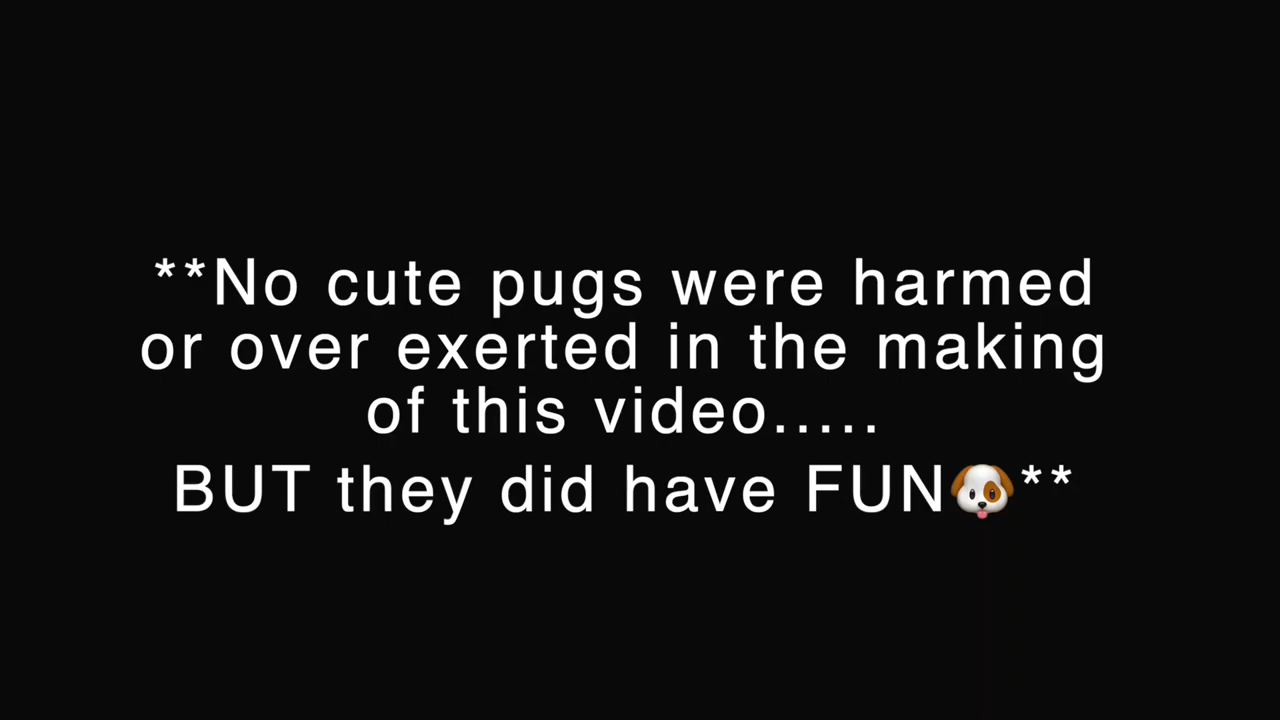 **No cute pugs were harmed
or over exerted in the making
of this video.....
BUT they did have FUN🐶**